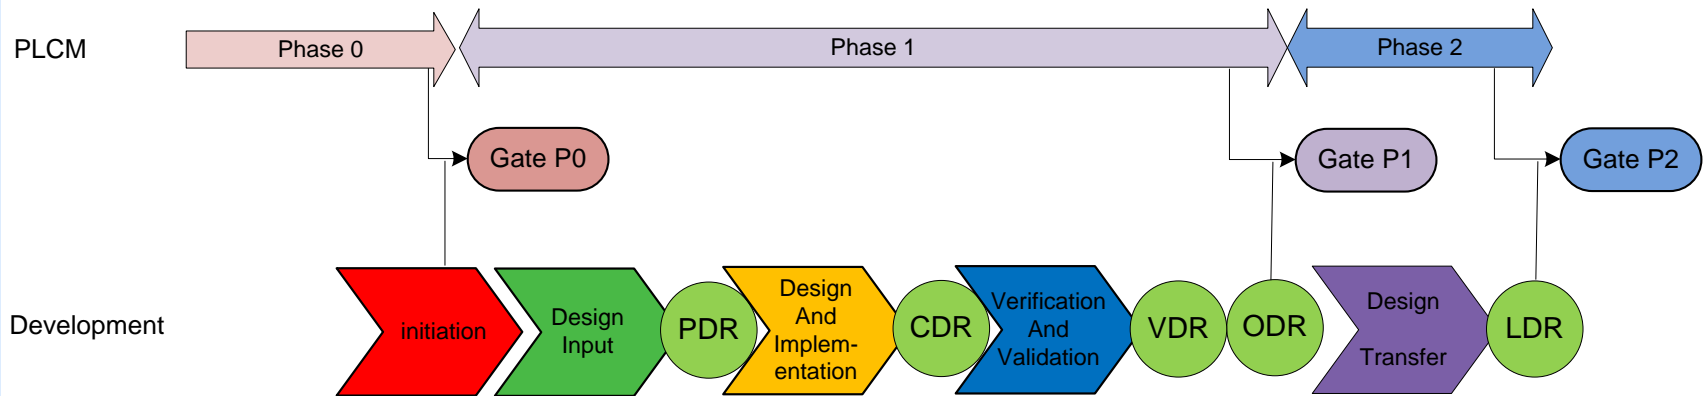 PLCM
Phase 0
Phase 1
Phase 2
Gate P0
Gate P1
Gate P2
Development
initiation
Design
Input
PDR
Design
And
Implem-
entation
CDR
Verification
And
Validation
VDR
ODR
Design
Transfer
LDR